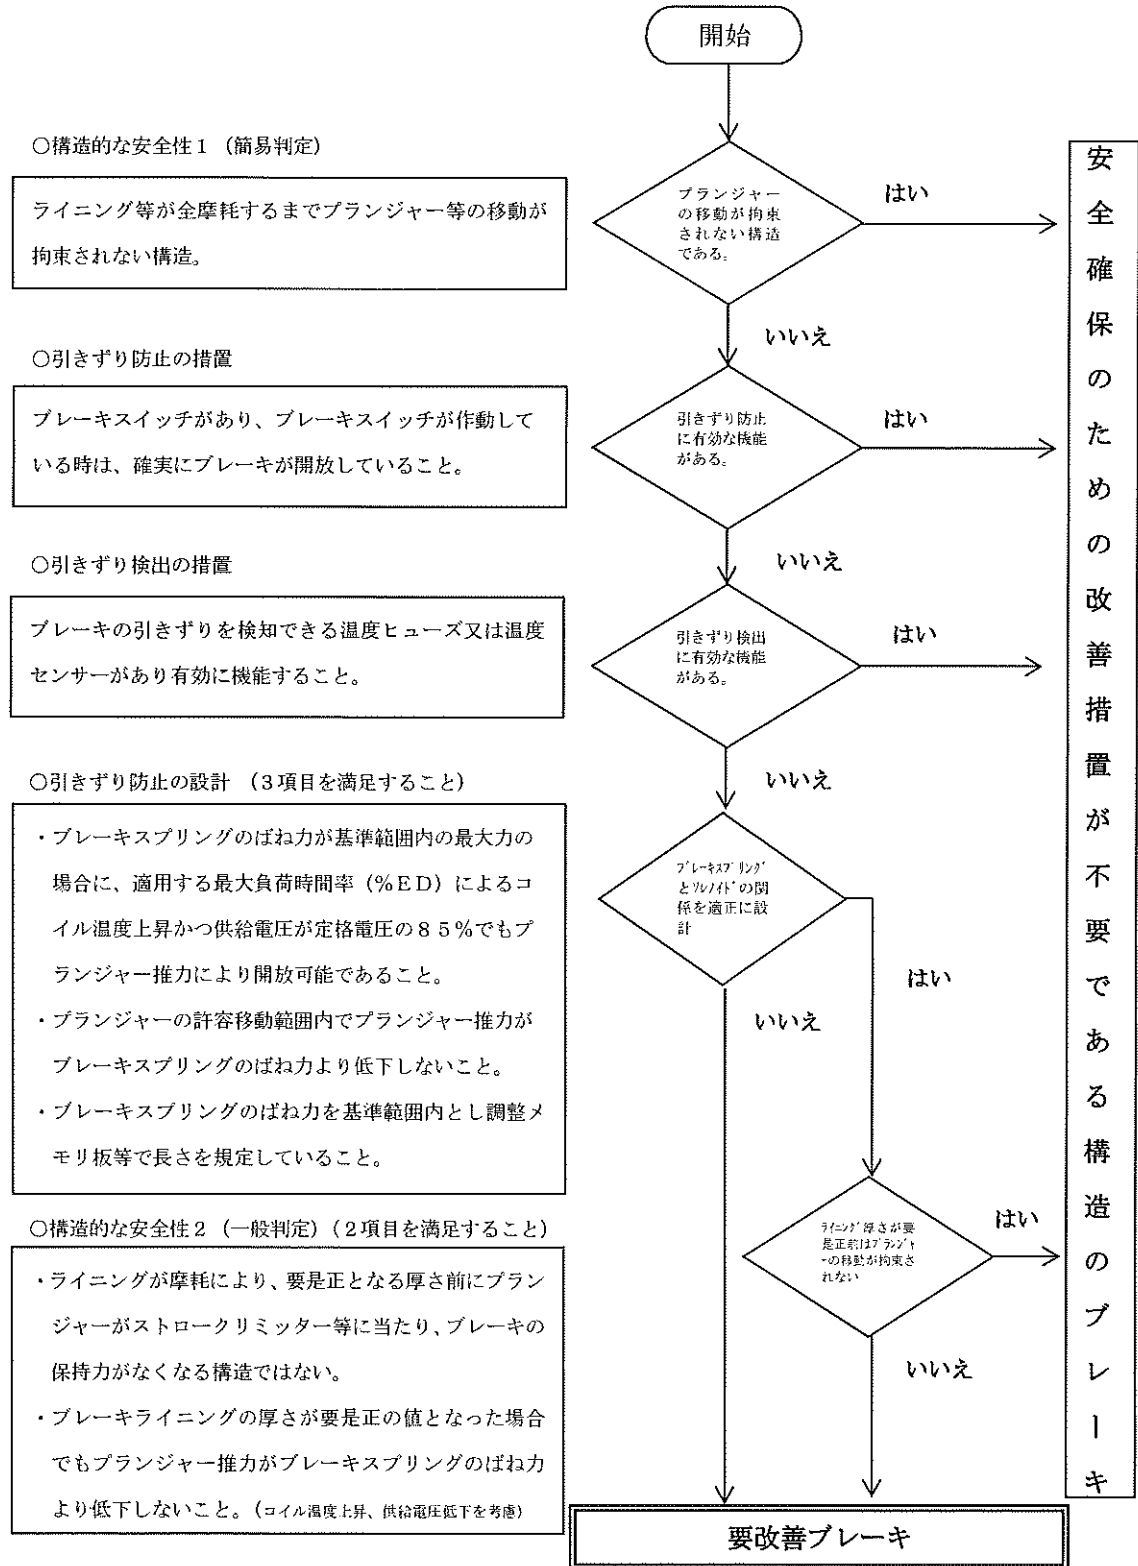 開始
○構造的な安全性１ （簡易判定）
ライニング等が全摩耗するまでプランジャー等の移動が
拘束されない構造。
プランジャー
の移動が拘束
されない構造
である。
はい
いいえ
○引きずり防止の措置
ブレーキスイッチがあり、ブレーキスイッチが作動して
いる時は、確実にブレーキが開放していること。
引きずり防止
に有効な機能
がある。
はい
いいえ
○引きずり検出の措置
ブレーキの引きずりを検知できる温度ヒューズ又は温度
センサーがあり有効に機能すること。
引きずり検出
に有効な機能
がある。
はい
いいえ
○引きずり防止の設計 （３項目を満足すること）
・ブレーキスプリングのばね力が基準範囲内の最大力の
場合に、適用する最大負荷時間率（％ＥＤ）によるコ
イル温度上昇かつ供給電圧が定格電圧の８５％でもプ
ランジャー推力により開放可能であること。
・プランジャーの許容移動範囲内でプランジャー推力が
ブレーキスプリングのばね力より低下しないこと。
・ブレーキスプリングのばね力を基準範囲内とし調整メ
モリ板等で長さを規定していること。
ﾌﾞﾚｰｷｽﾌﾟﾘﾝｸﾞ
とｿﾚﾉｲﾄﾞの関
係を適正に設
計
はい
いいえ
○構造的な安全性２ （一般判定）（２項目を満足すること）
・ライニングが摩耗により、要是正となる厚さ前にプラン
ジャーがストロークリミッター等に当たり、ブレーキの
保持力がなくなる構造ではない。
・ブレーキライニングの厚さが要是正の値となった場合
でもプランジャー推力がブレーキスプリングのばね力
より低下しないこと。（コイル温度上昇、供給電圧低下を考慮）
ﾗｲﾆﾝｸﾞ厚さが要
是正前はﾌﾟﾗﾝｼﾞｬ
ｰの移動が拘束さ
れない
はい
いいえ
要改善ブレーキ
安全確保のための改善措置が不要である構造のブレーキ